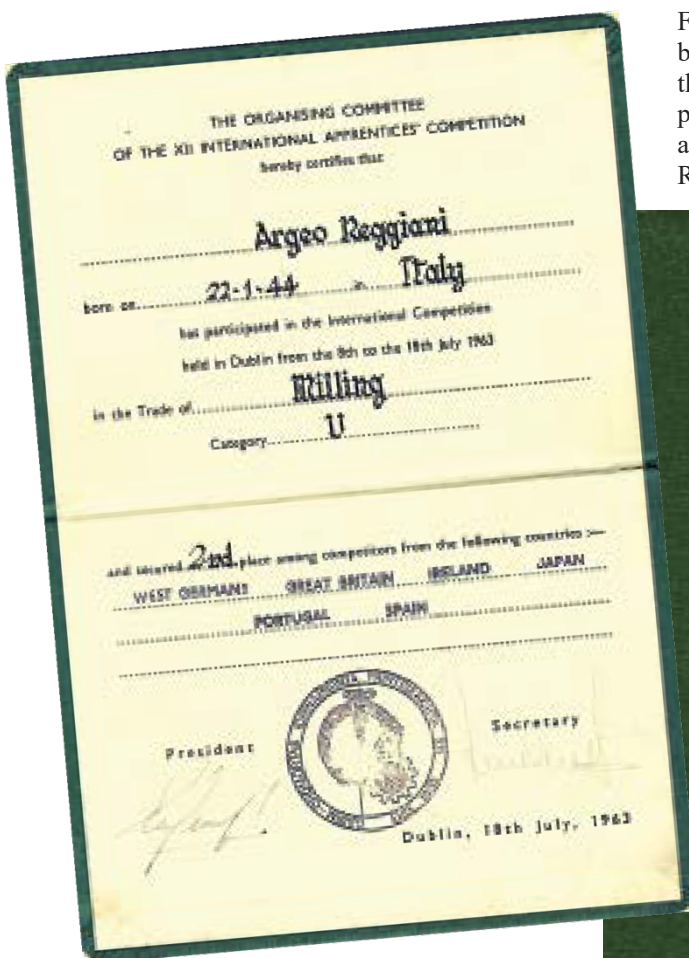 THE ORGANISING COMMITTEE
OF THE XII INTERNATIONAL APPRENTICES' COMPETITION
hereby certifies that
Argeo Reggiani
born on 22-1-44 in Italy
has participated in the International Competition
held in Dublin from the 8th to the 18th July 1963
in the Trade of Milling
Category U
and secured 2nd place among competitors from the following countries :—
WEST GERMANY GREAT BRITAIN IRELAND JAPAN
PORTUGAL SPAIN
President Secretary
Dublin, 18th July, 1963